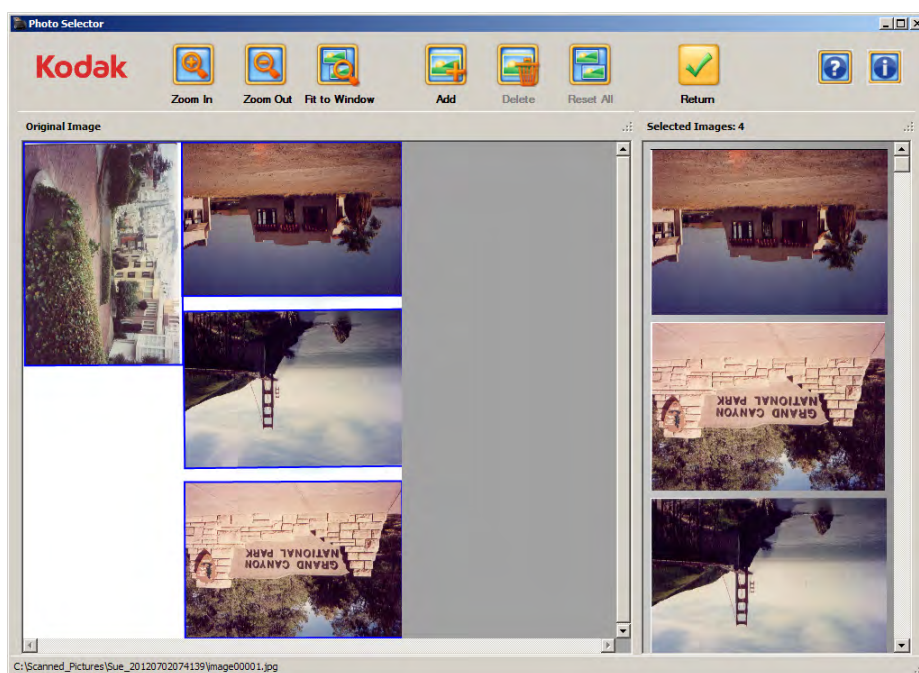 Photo Selector
Kodak
Zoom In
Zoom Out
Fit to Window
Add
Delete
Reset All
Return
Original Image
Selected Images: 4
GRAND CANYON
NATIONAL PARK
GRAND CANYON
NATIONAL PARK
C:\Scanned_Pictures\Sue_20120702074139\image00001.jpg